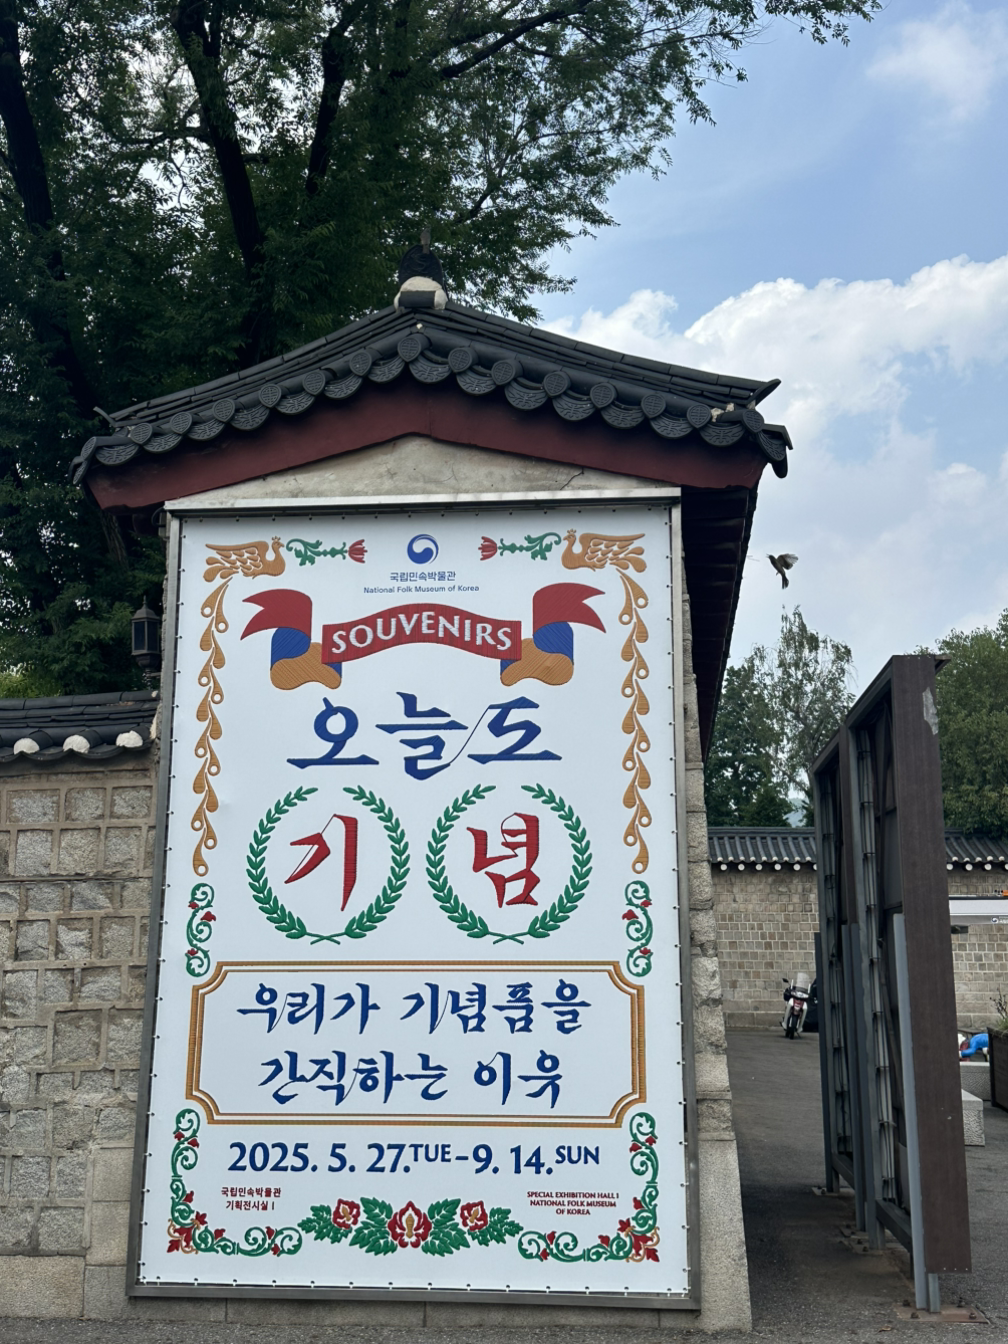 국립민속박물관
National Folk Museum of Korea
SOUVENIRS
오늘도
기념
우리가 기념품을
간직하는 이유
2025. 5. 27.TUE-9. 14.SUN
국립민속박물관
기획전시실 I
SPECIAL EXHIBITION HALL I
NATIONAL FOLK MUSEUM
OF KOREA